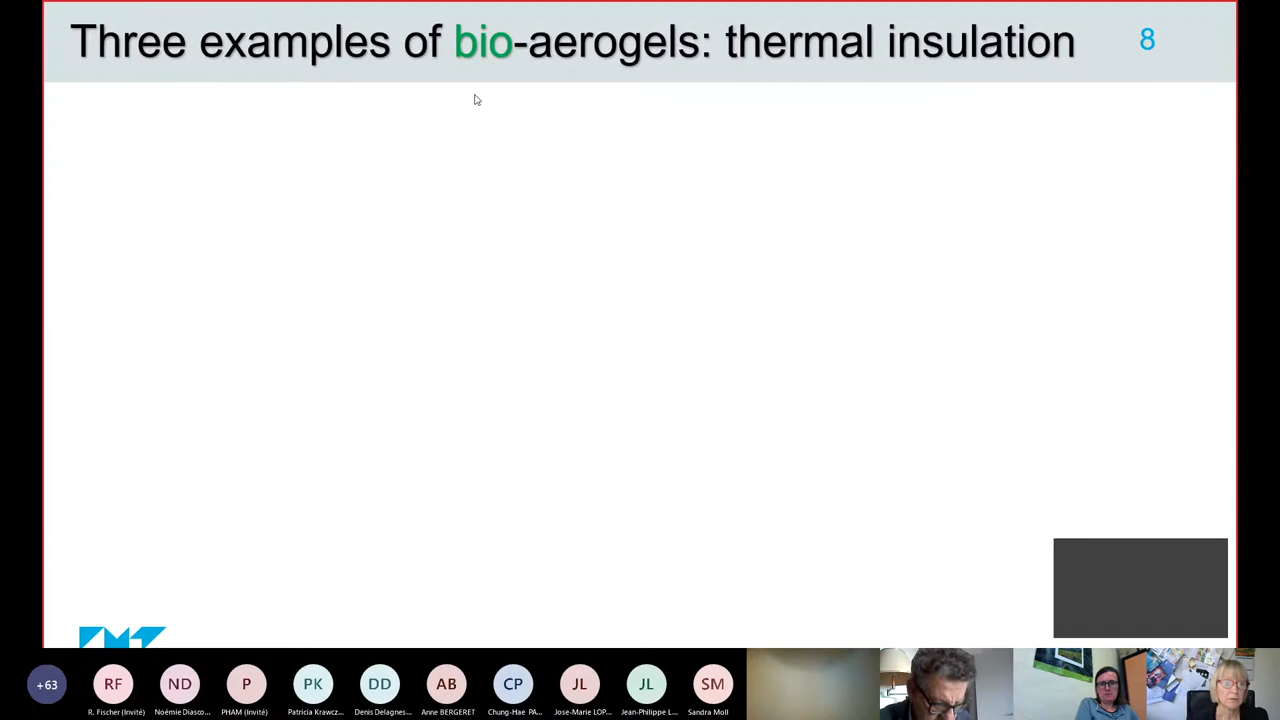 Three examples of bio-aerogels: thermal insulation
8
+63
RF
ND
P
PK
DD
AB
CP
JL
JL
SM
R. Fischer (Invité)
Noémie Diasco...
PHAM (Invité)
Patricia Krawcz...
Denis Delagnes...
Anne BERGERET
Chung-Hae PA...
Jose-Marie LOP...
Jean-Philippe L...
Sandra Moll